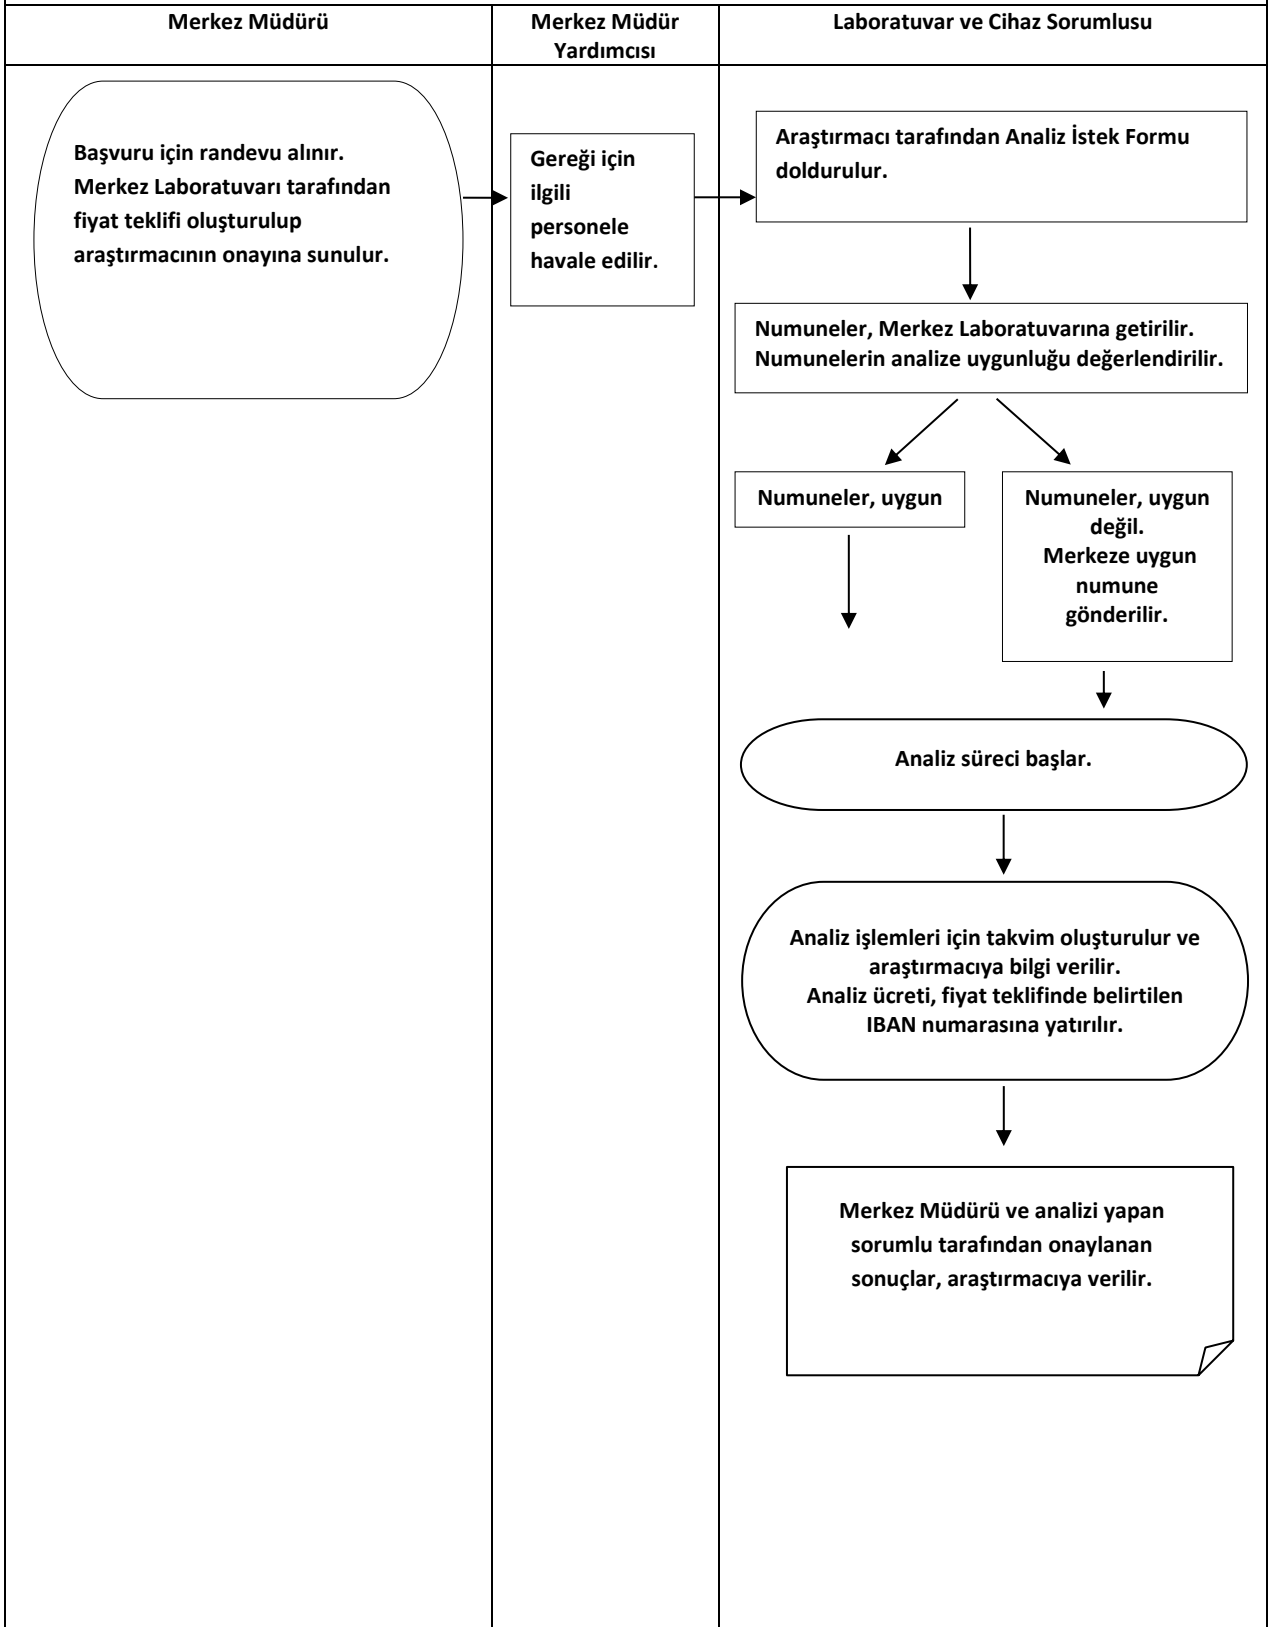 Merkez Müdürü
Merkez Müdür
Yardımcısı
Laboratuvar ve Cihaz Sorumlusu
Başvuru için randevu alınır.
Merkez Laboratuvarı tarafından
fiyat teklifi oluşturulup
araştırmacının onayına sunulur.
Gereği için
ilgili
personele
havale edilir.
Araştırmacı tarafından Analiz İstek Formu
doldurulur.
Numuneler, Merkez Laboratuvarına getirilir.
Numunelerin analize uygunluğu değerlendirilir.
Numuneler, uygun
Numuneler, uygun
değil.
Merkeze uygun
numune
gönderilir.
Analiz süreci başlar.
Analiz işlemleri için takvim oluşturulur ve
araştırmacıya bilgi verilir.
Analiz ücreti, fiyat teklifinde belirtilen
IBAN numarasına yatırılır.
Merkez Müdürü ve analizi yapan
sorumlu tarafından onaylanan
sonuçlar, araştırmacıya verilir.